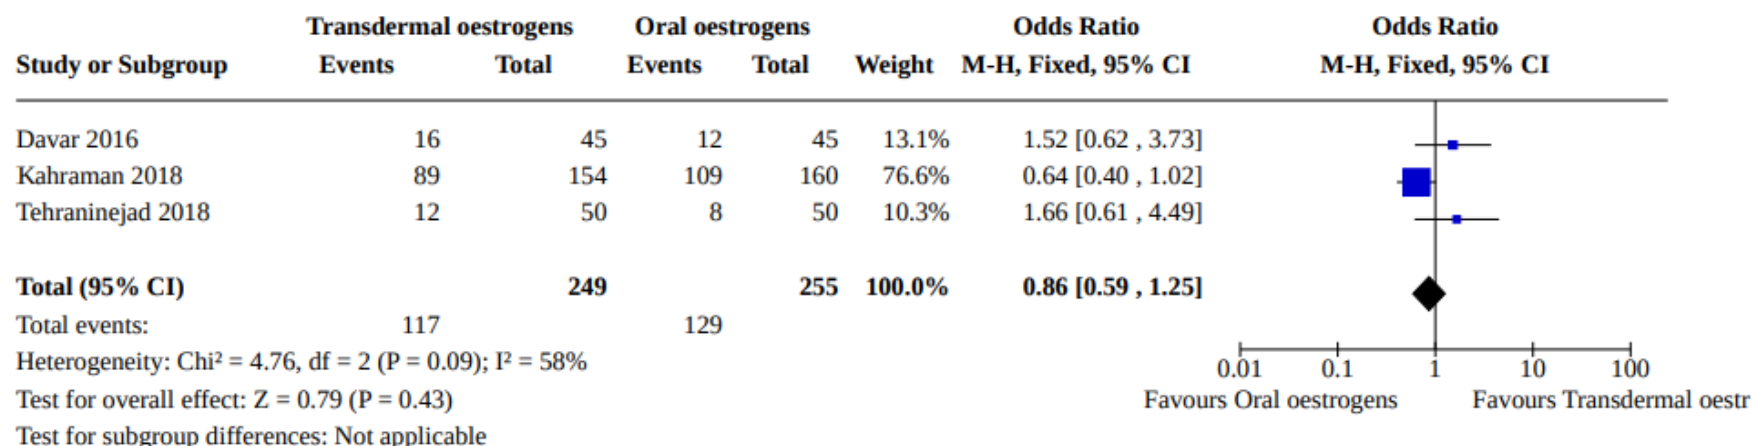 Transdermal oestrogens Oral oestrogens Odds Ratio Odds Ratio
Study or Subgroup Events Total Events Total Weight M-H, Fixed, 95% CI M-H, Fixed, 95% CI
Davar 2016 16 45 12 45 13.1% 1.52 [0.62 , 3.73]
Kahraman 2018 89 154 109 160 76.6% 0.64 [0.40 , 1.02]
Tehraninejad 2018 12 50 8 50 10.3% 1.66 [0.61 , 4.49]
Total (95% CI) 249 255 100.0% 0.86 [0.59 , 1.25]
Total events: 117 129
Heterogeneity: Chi² = 4.76, df = 2 (P = 0.09); I² = 58%
0.01 0.1 1 10 100
Test for overall effect: Z = 0.79 (P = 0.43) Favours Oral oestrogens Favours Transdermal oestr
Test for subgroup differences: Not applicable